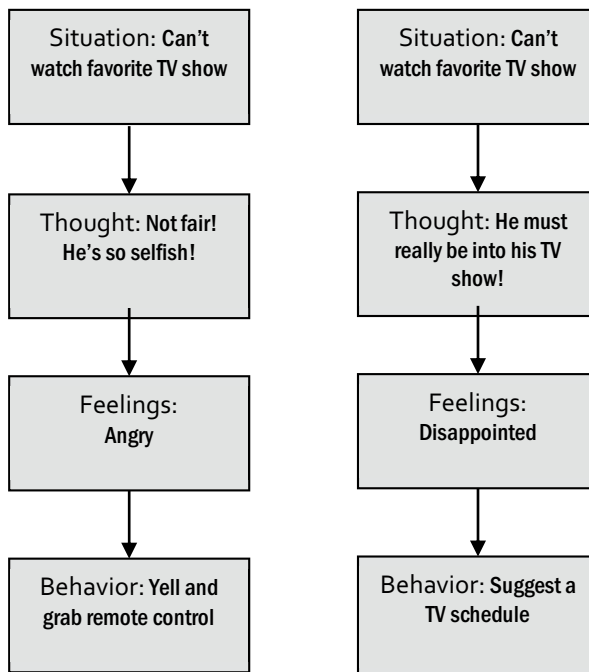 Situation: Can't
watch favorite TV show
Thought: Not fair!
He's so selfish!
Feelings:
Angry
Behavior: Yell and
grab remote control
Situation: Can't
watch favorite TV show
Thought: He must
really be into his TV
show!
Feelings:
Disappointed
Behavior: Suggest a
TV schedule